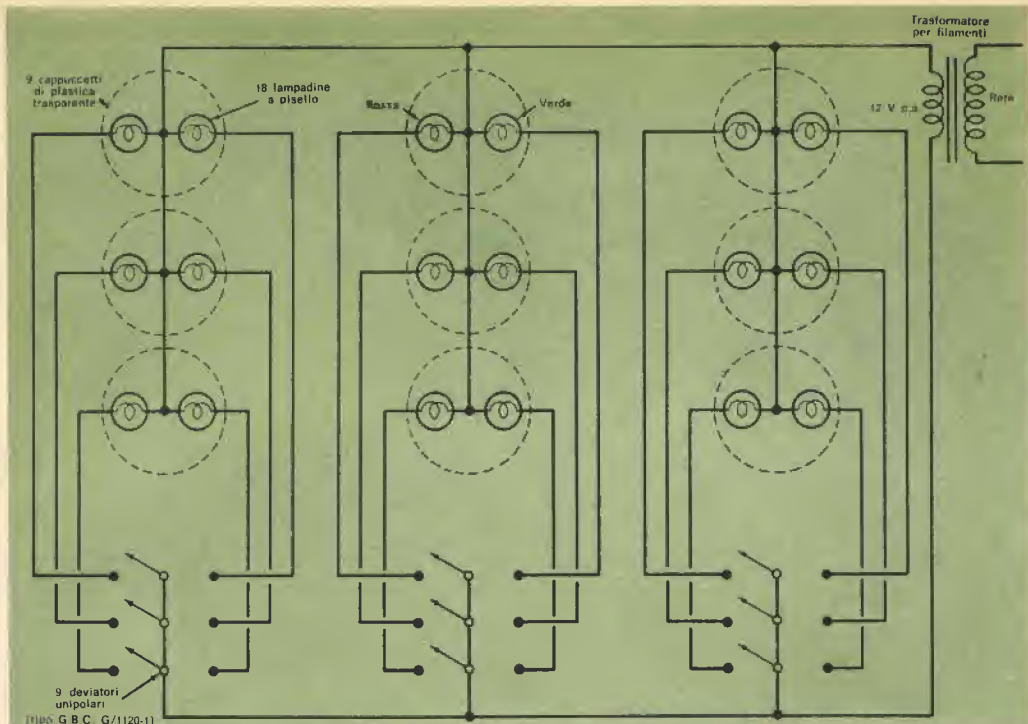 Trasformatore
per filamenti
9 cappuccetti
di plastica
trasparente
18 lampadine
a pisello
Rossa
Verde
12 V c.a.
Rete
9 deviatori
unipolari
(tipo G.B.C. G/1120-1)